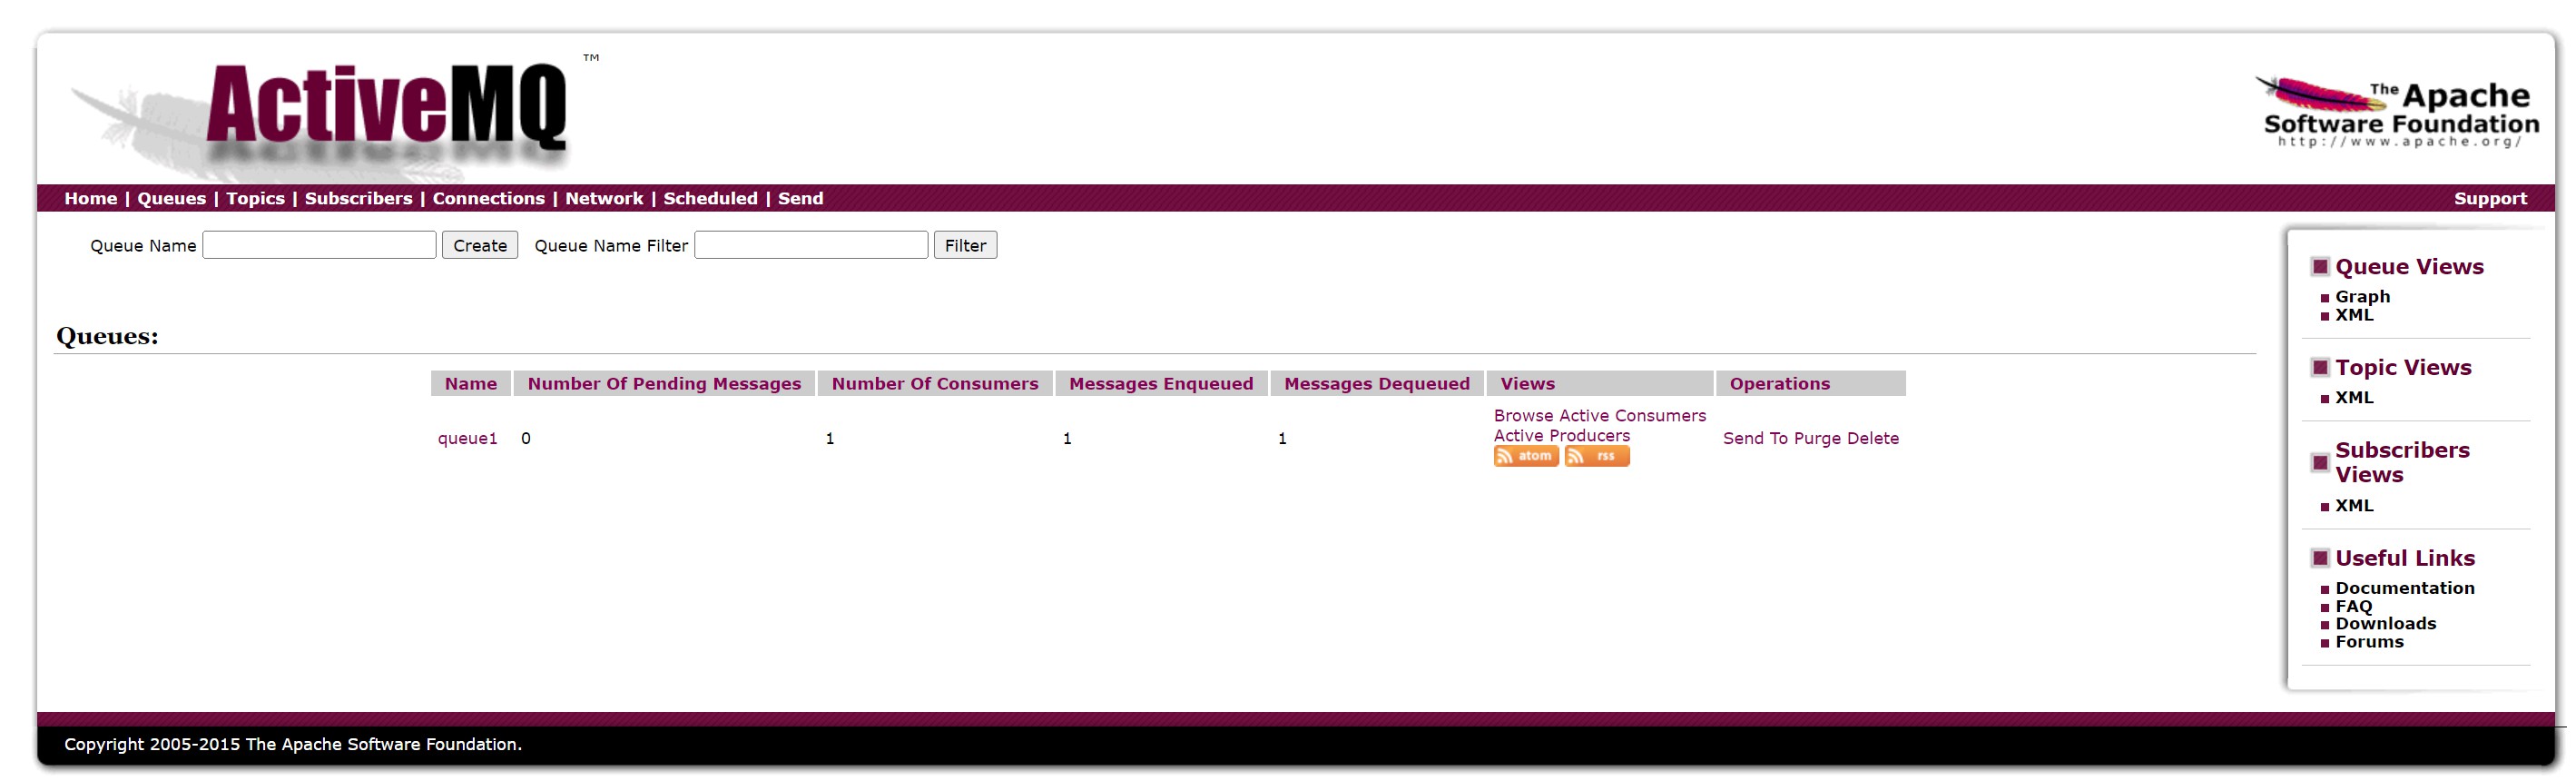 ActiveMQ ™
The Apache
Software Foundation
http://www.apache.org/
Home | Queues | Topics | Subscribers | Connections | Network | Scheduled | Send
Support
Queue Name Create Queue Name Filter Filter
Queues:
Name Number Of Pending Messages Number Of Consumers Messages Enqueued Messages Dequeued Views Operations
queue1 0 1 1 1
Browse Active Consumers
Active Producers
atom rss
Send To Purge Delete
Queue Views
Graph
XML
Topic Views
XML
Subscribers
Views
XML
Useful Links
Documentation
FAQ
Downloads
Forums
Copyright 2005-2015 The Apache Software Foundation.